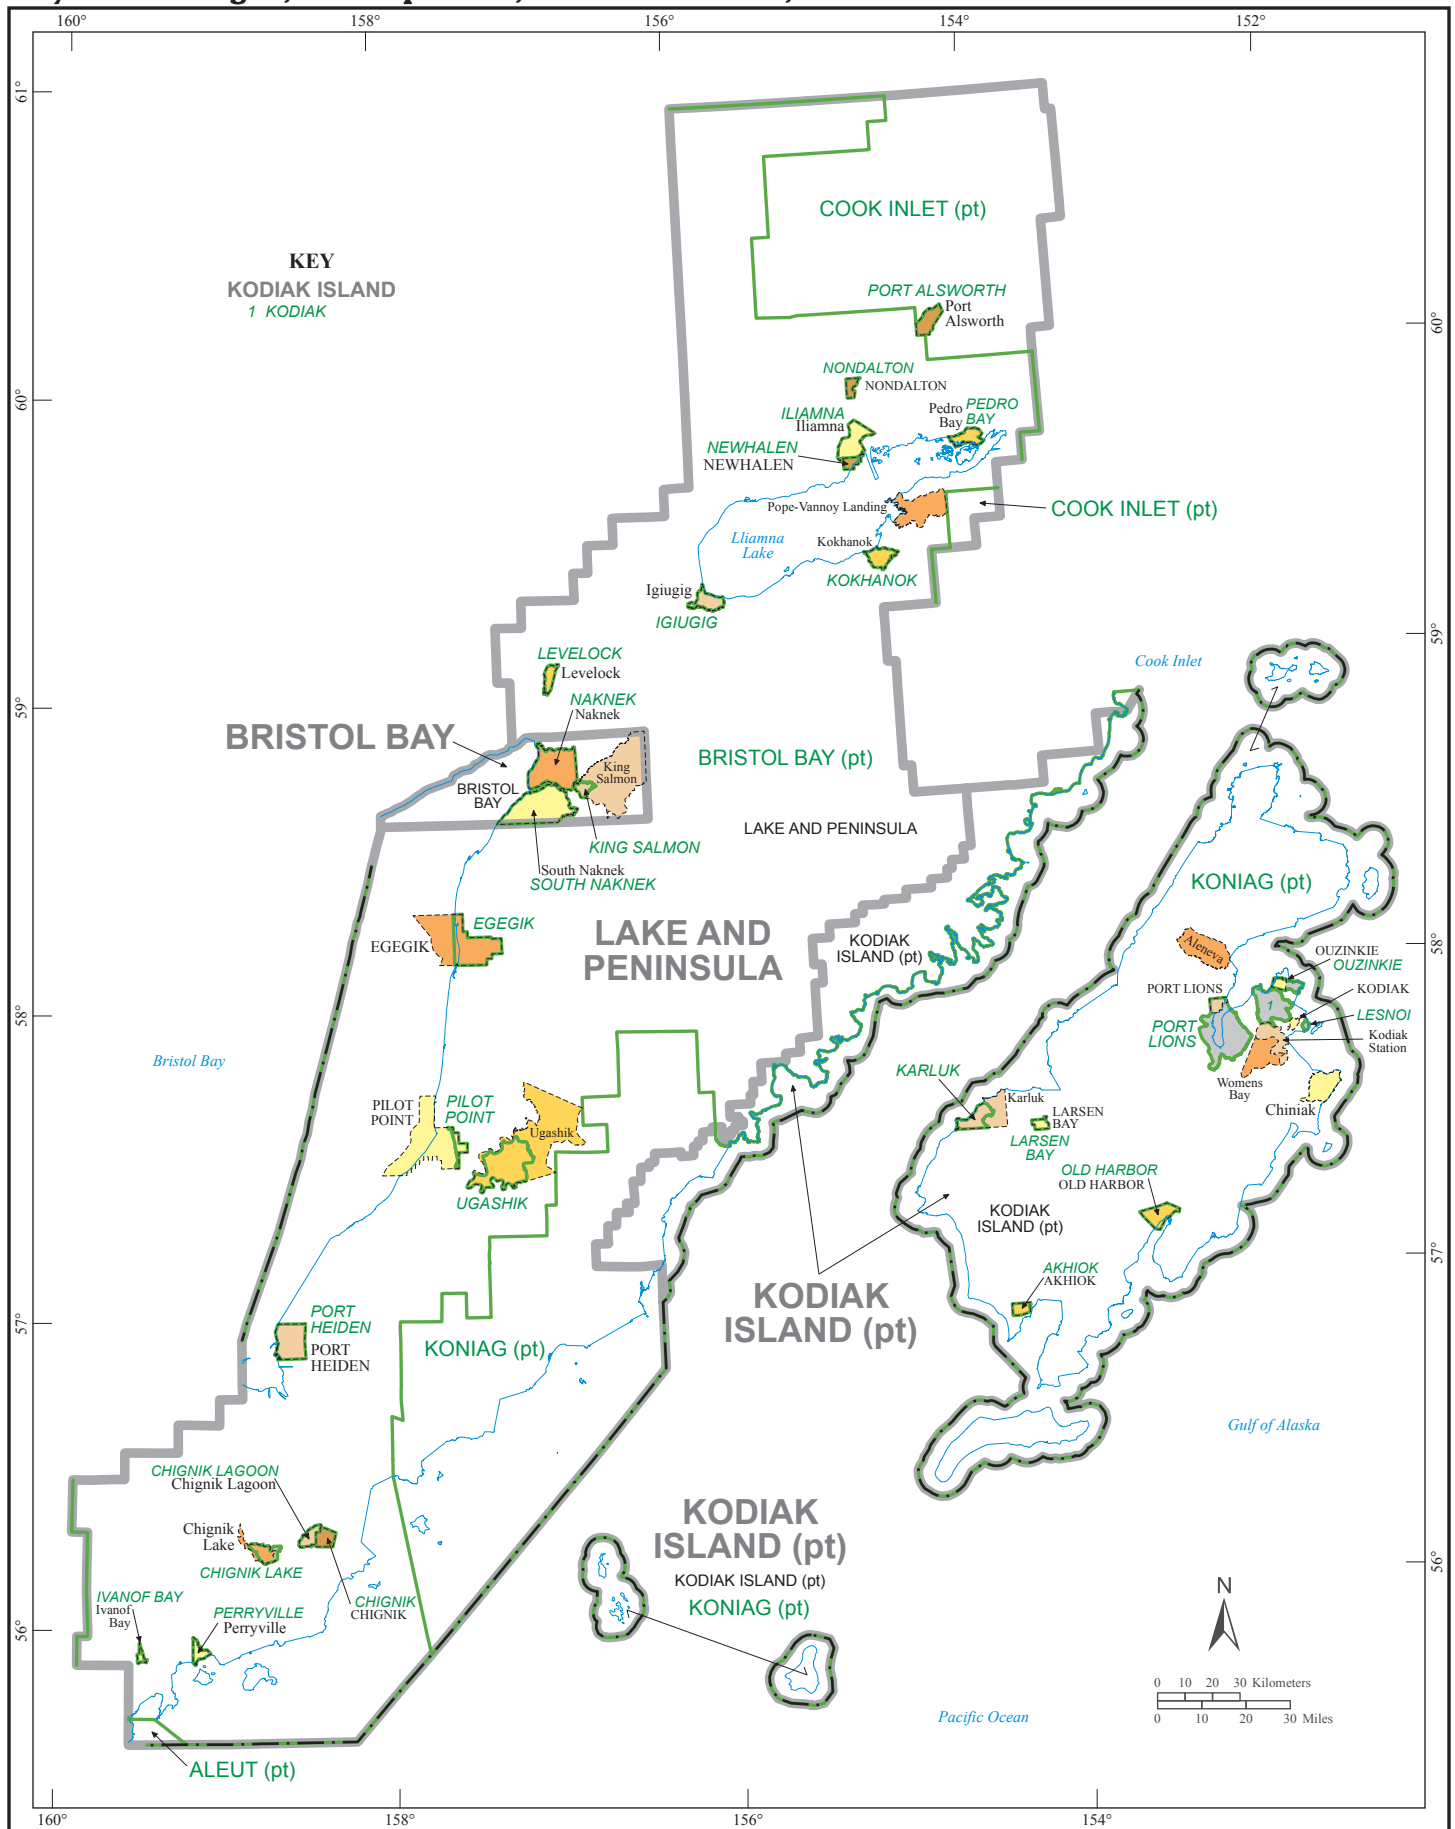 160°
158°
156°
154°
152°
61°
60°
59°
58°
57°
56°
60°
59°
58°
57°
56°
KEY
KODIAK ISLAND
1 KODIAK
COOK INLET (pt)
PORT ALSWORTH
Port
Alsworth
NONDALTON
NONDALTON
ILIAMNA
Iliamna
Pedro
Bay
PEDRO
BAY
NEWHALEN
NEWHALEN
Pope-Vannoy Landing
COOK INLET (pt)
Lliamna
Lake
Kokhanok
KOKHANOK
Igiugig
IGIUGIG
LEVELOCK
Levelock
NAKNEK
Naknek
BRISTOL BAY
King
Salmon
BRISTOL
BAY
KING SALMON
South Naknek
SOUTH NAKNEK
BRISTOL BAY (pt)
LAKE AND PENINSULA
Cook Inlet
EGEGIK
EGEGIK
LAKE AND
PENINSULA
KODIAK
ISLAND (pt)
KONIAG (pt)
Aleneva
OUZINKIE
OUZINKIE
PORT LIONS
KODIAK
1
LESNOI
PORT
LIONS
Kodiak
Station
Womens
Bay
Chiniak
Bristol Bay
KARLUK
Karluk
LARSEN
BAY
LARSEN
BAY
PILOT
POINT
PILOT
POINT
Ugashik
UGASHIK
OLD HARBOR
OLD HARBOR
KODIAK
ISLAND (pt)
AKHIOK
AKHIOK
KODIAK
ISLAND (pt)
PORT
HEIDEN
PORT
HEIDEN
KONIAG (pt)
Gulf of Alaska
CHIGNIK LAGOON
Chignik Lagoon
Chignik
Lake
CHIGNIK LAKE
CHIGNIK
CHIGNIK
IVANOF BAY
Ivanof
Bay
PERRYVILLE
Perryville
KODIAK
ISLAND (pt)
KODIAK ISLAND (pt)
KONIAG (pt)
N
0 10 20 30 Kilometers
0 10 20 30 Miles
Pacific Ocean
ALEUT (pt)
160°
158°
156°
154°